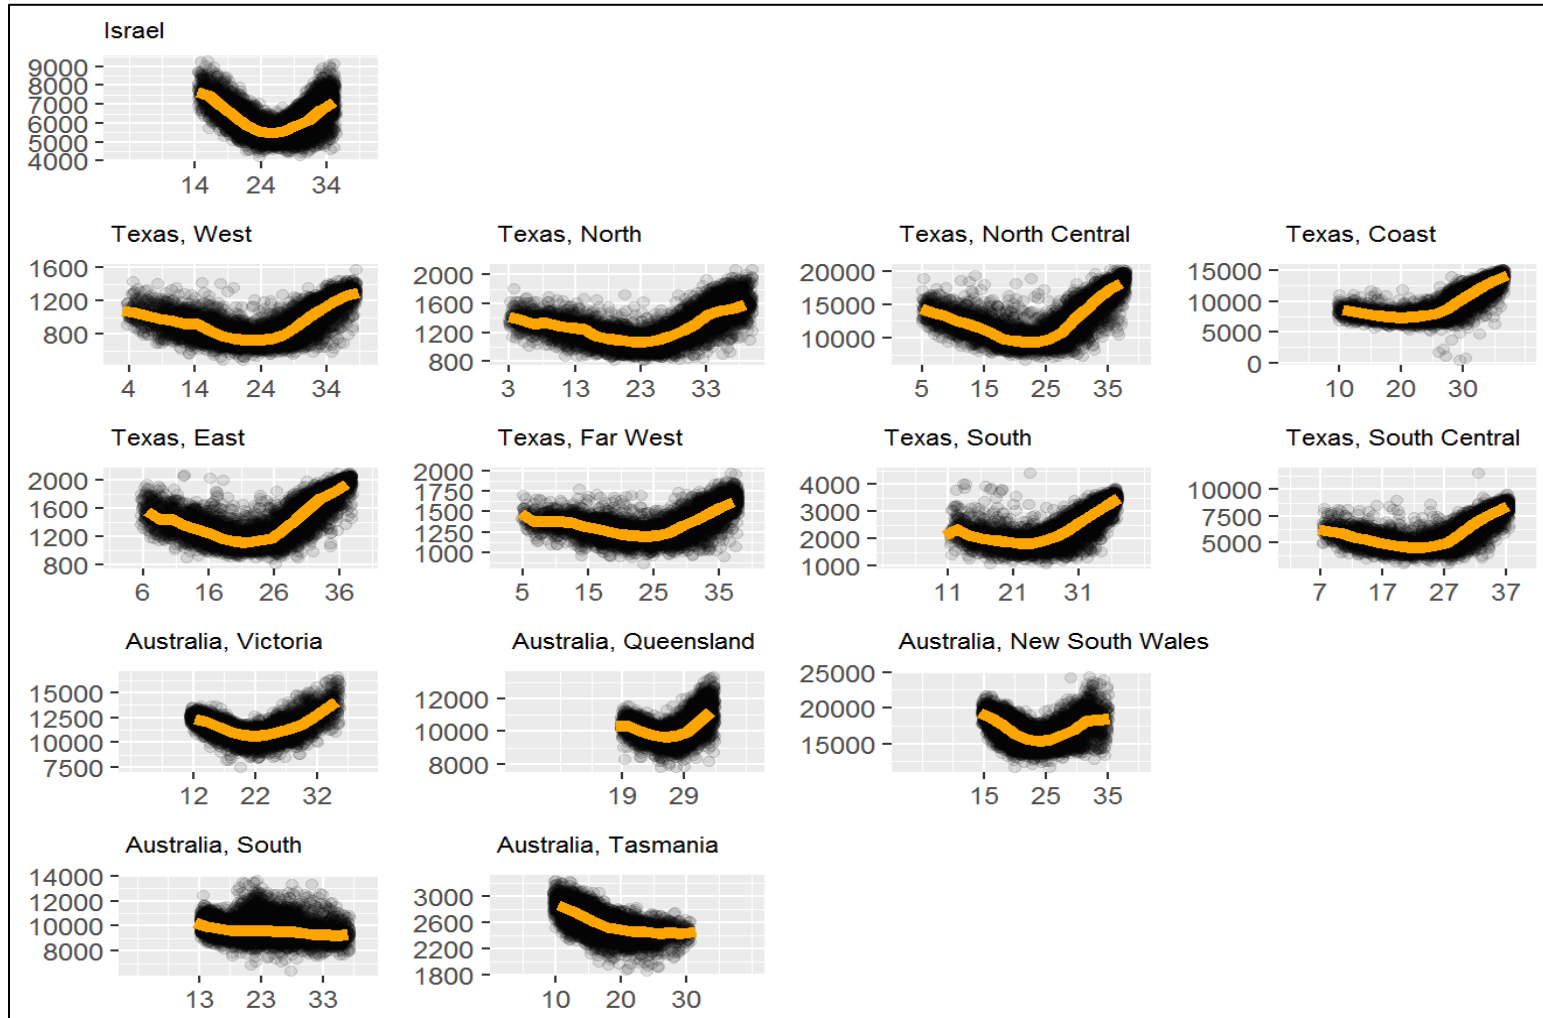 Israel
9000
8000
7000
6000
5000
4000
14 24 34
Texas, West
1600
1200
800
4 14 24 34
Texas, North
2000
1600
1200
800
3 13 23 33
Texas, North Central
20000
15000
10000
5 15 25 35
Texas, Coast
15000
10000
5000
0
10 20 30
Texas, East
2000
1600
1200
800
6 16 26 36
Texas, Far West
2000
1750
1500
1250
1000
5 15 25 35
Texas, South
4000
3000
2000
1000
11 21 31
Texas, South Central
10000
7500
5000
7 17 27 37
Australia, Victoria
15000
12500
10000
7500
12 22 32
Australia, Queensland
12000
10000
8000
19 29
Australia, New South Wales
25000
20000
15000
15 25 35
Australia, South
14000
12000
10000
8000
13 23 33
Australia, Tasmania
3000
2600
2200
1800
10 20 30